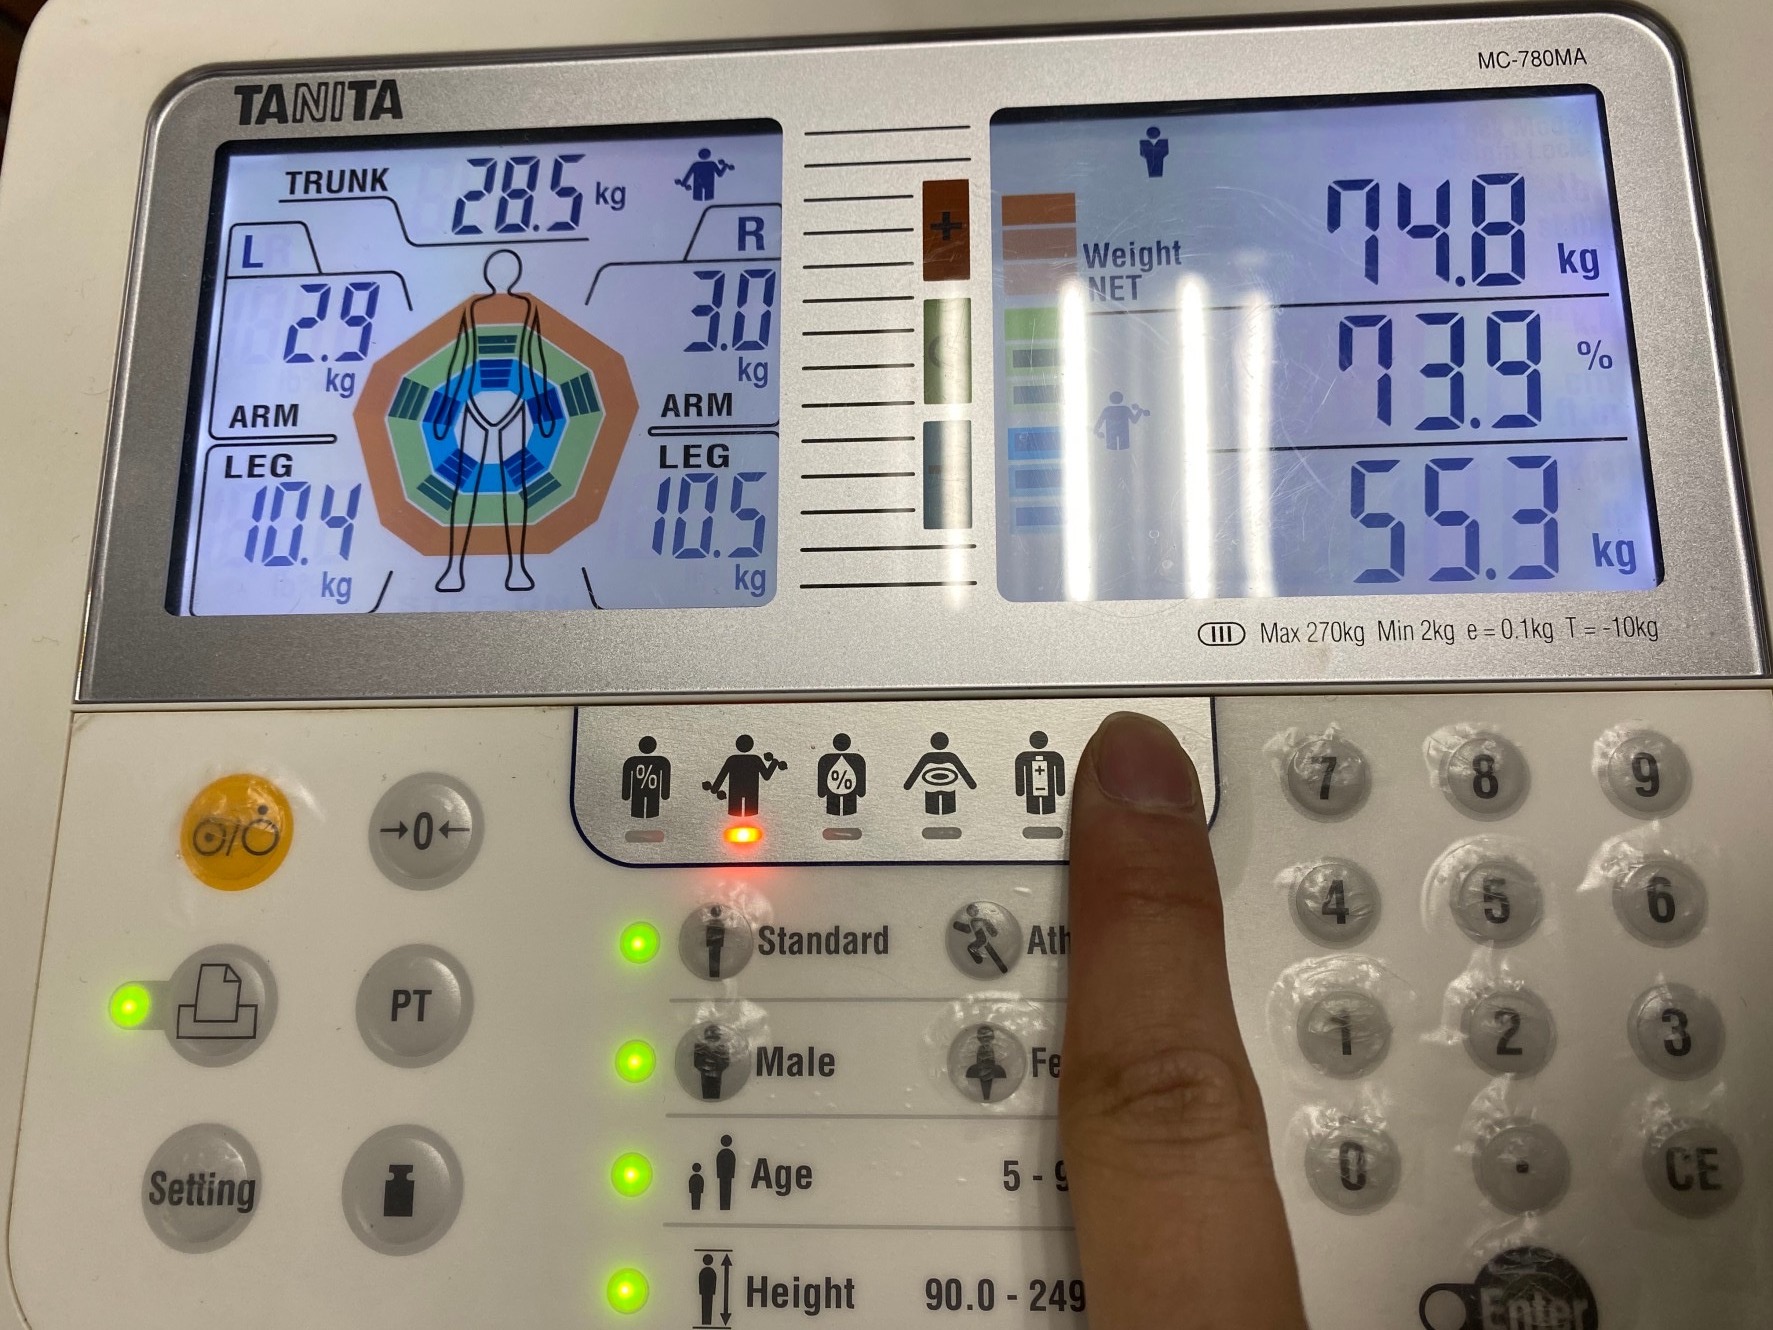 MC-780MA
TANITA
TRUNK 28.5 kg
L
R
2.9 kg
3.0 kg
ARM
ARM
LEG
LEG
10.4 kg
10.5 kg
+
-
Weight
NET
74.8 kg
73.9 %
55.3 kg
III Max 270kg Min 2kg e = 0.1kg T = -10kg
% % + -
→0←
Standard
Ath
PT
Male
Fe
Setting
Age 5 - 9
Height 90.0 - 249
7 8 9
4 5 6
1 2 3
0 . CE
Enter